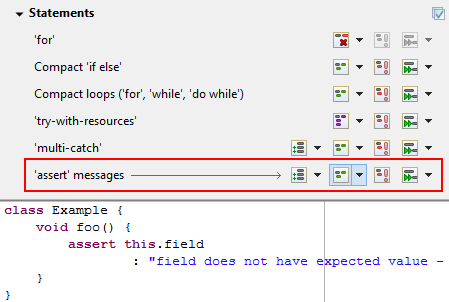 Statements
'for'
Compact 'if else'
Compact loops ('for', 'while', 'do while')
'try-with-resources'
'multi-catch'
'assert' messages
class Example {
    void foo() {
        assert this.field
                : "field does not have expected value -
    }
}